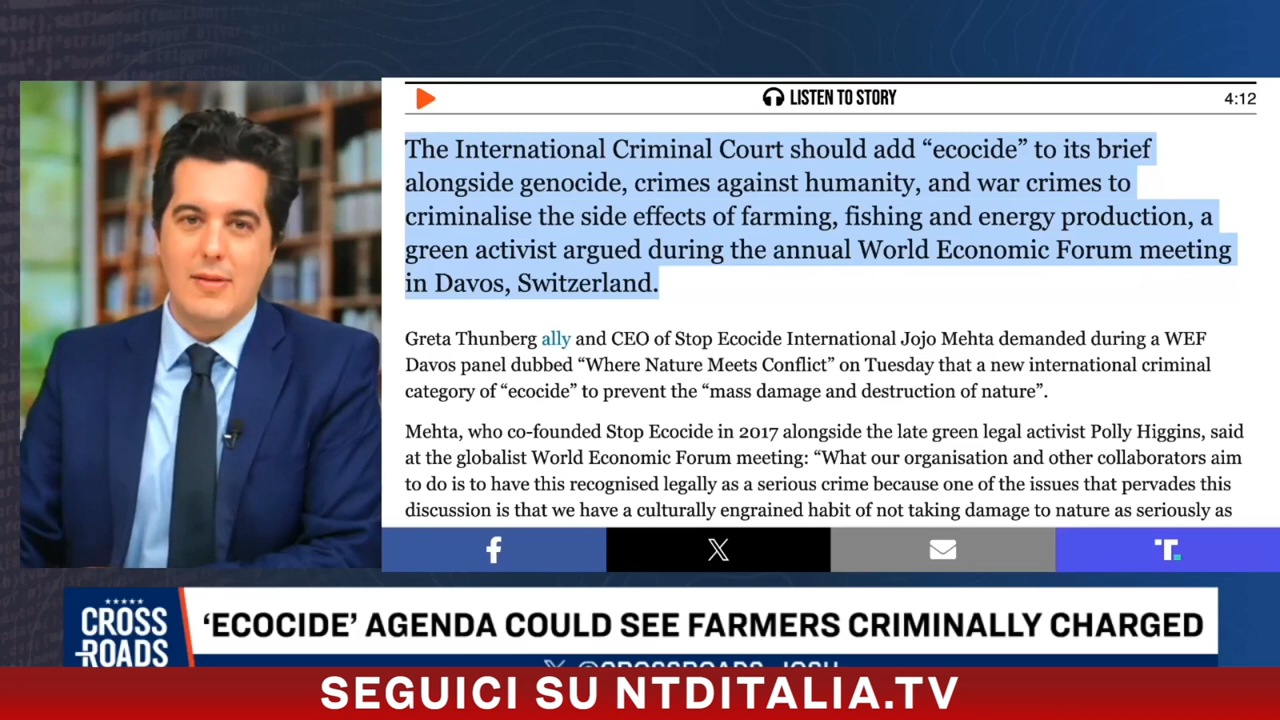 LISTEN TO STORY
4:12
The International Criminal Court should add “ecocide” to its brief
alongside genocide, crimes against humanity, and war crimes to
criminalise the side effects of farming, fishing and energy production, a
green activist argued during the annual World Economic Forum meeting
in Davos, Switzerland.
Greta Thunberg ally and CEO of Stop Ecocide International Jojo Mehta demanded during a WEF
Davos panel dubbed “Where Nature Meets Conflict” on Tuesday that a new international criminal
category of “ecocide” to prevent the “mass damage and destruction of nature”.
Mehta, who co-founded Stop Ecocide in 2017 alongside the late green legal activist Polly Higgins, said
at the globalist World Economic Forum meeting: “What our organisation and other collaborators aim
to do is to have this recognised legally as a serious crime because one of the issues that pervades this
discussion is that we have a culturally engrained habit of not taking damage to nature as seriously as
CROSS
ROADS
‘ECOCIDE’ AGENDA COULD SEE FARMERS CRIMINALLY CHARGED
@CROSSROADS_JOSH
SEGUICI SU NTDITALIA.TV